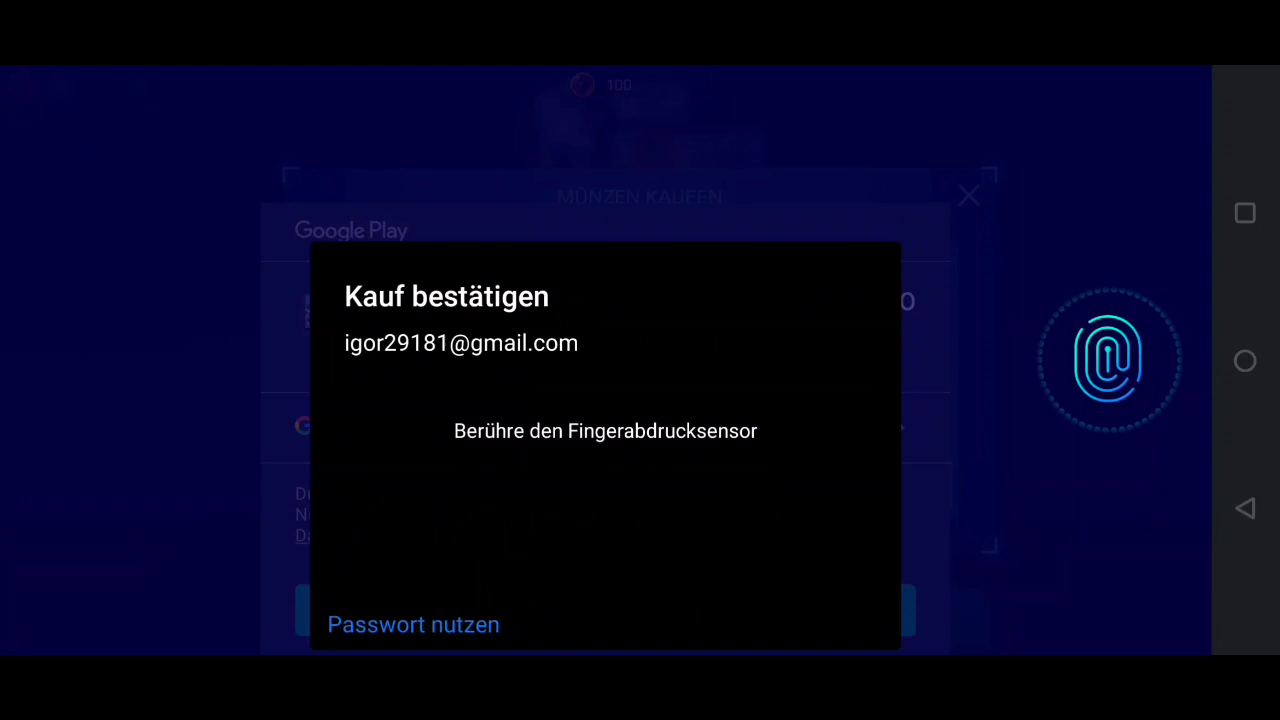 100
MÜNZEN KAUFEN
Google Play
Kauf bestätigen
igor29181@gmail.com
Berühre den Fingerabdrucksensor
Passwort nutzen